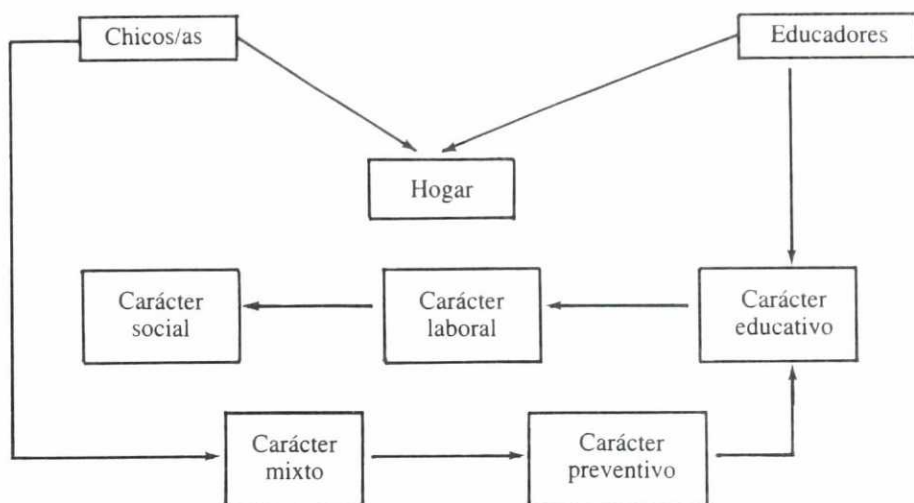 Chicos/as
Educadores
Hogar
Carácter
social
Carácter
laboral
Carácter
educativo
Carácter
mixto
Carácter
preventivo